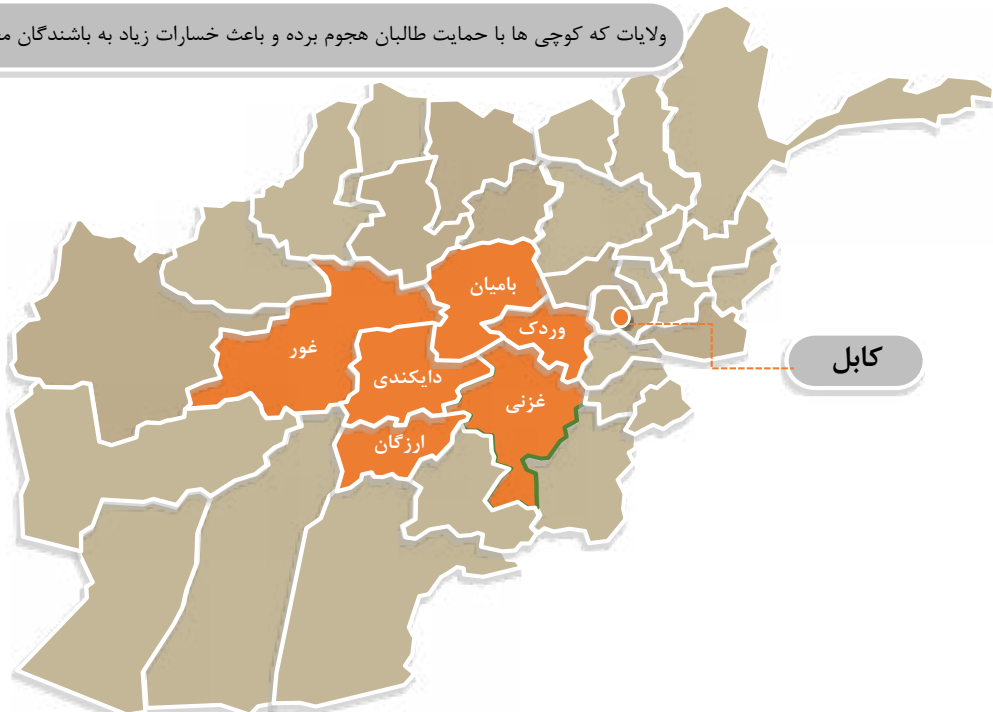 ولایات که کوچی ها با حمایت طالبان هجوم برده و باعث خسارات زیاد به باشندگان
بامیان
وردک
غور
کابل
دایکندی
غزنی
ارزگان